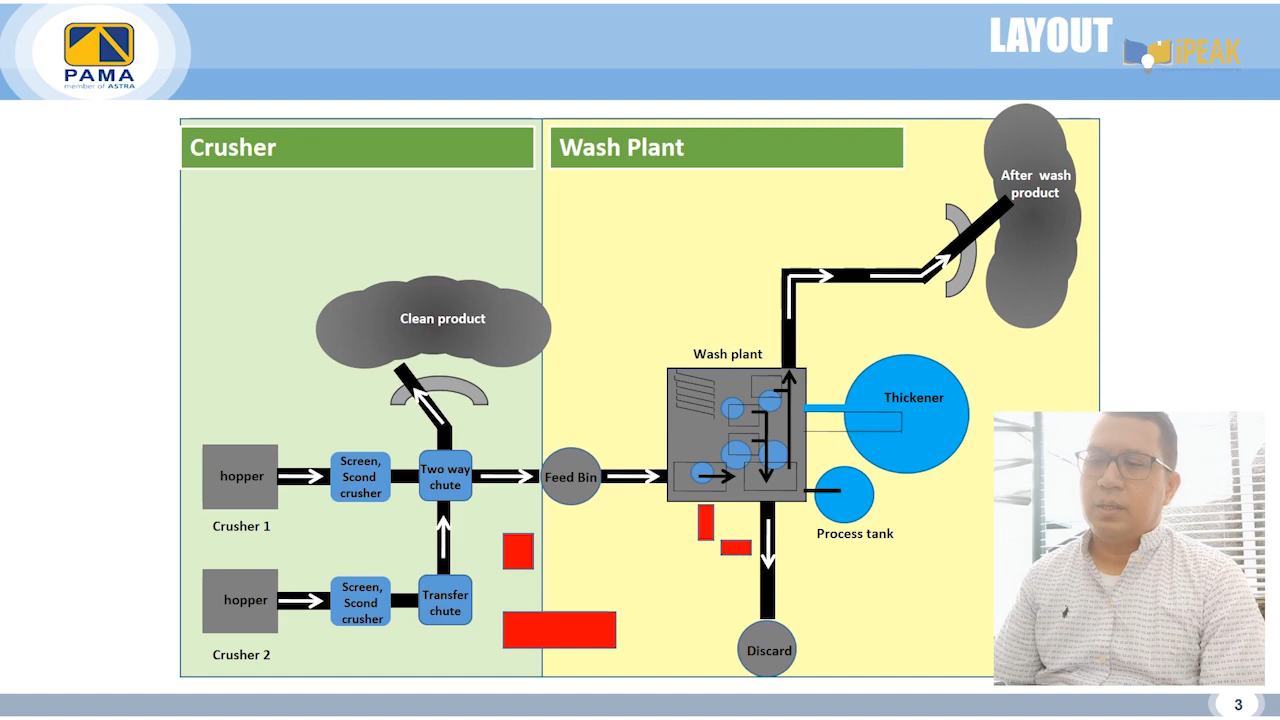 PAMA
member of ASTRA
LAYOUT
iPEAK
Crusher
Wash Plant
After wash
product
Clean product
Wash plant
Thickener
hopper
Screen,
Scond
crusher
Two way
chute
Feed Bin
Crusher 1
Process tank
hopper
Screen,
Scond
crusher
Transfer
chute
Crusher 2
Discard
3